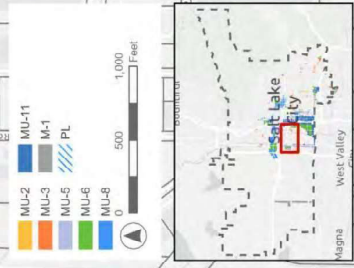 MU-2
MU-3
MU-5
MU-6
MU-8
MU-11
M-1
PL
0 500 1,000
Feet
Salt Lake
City
West Valley
Magna